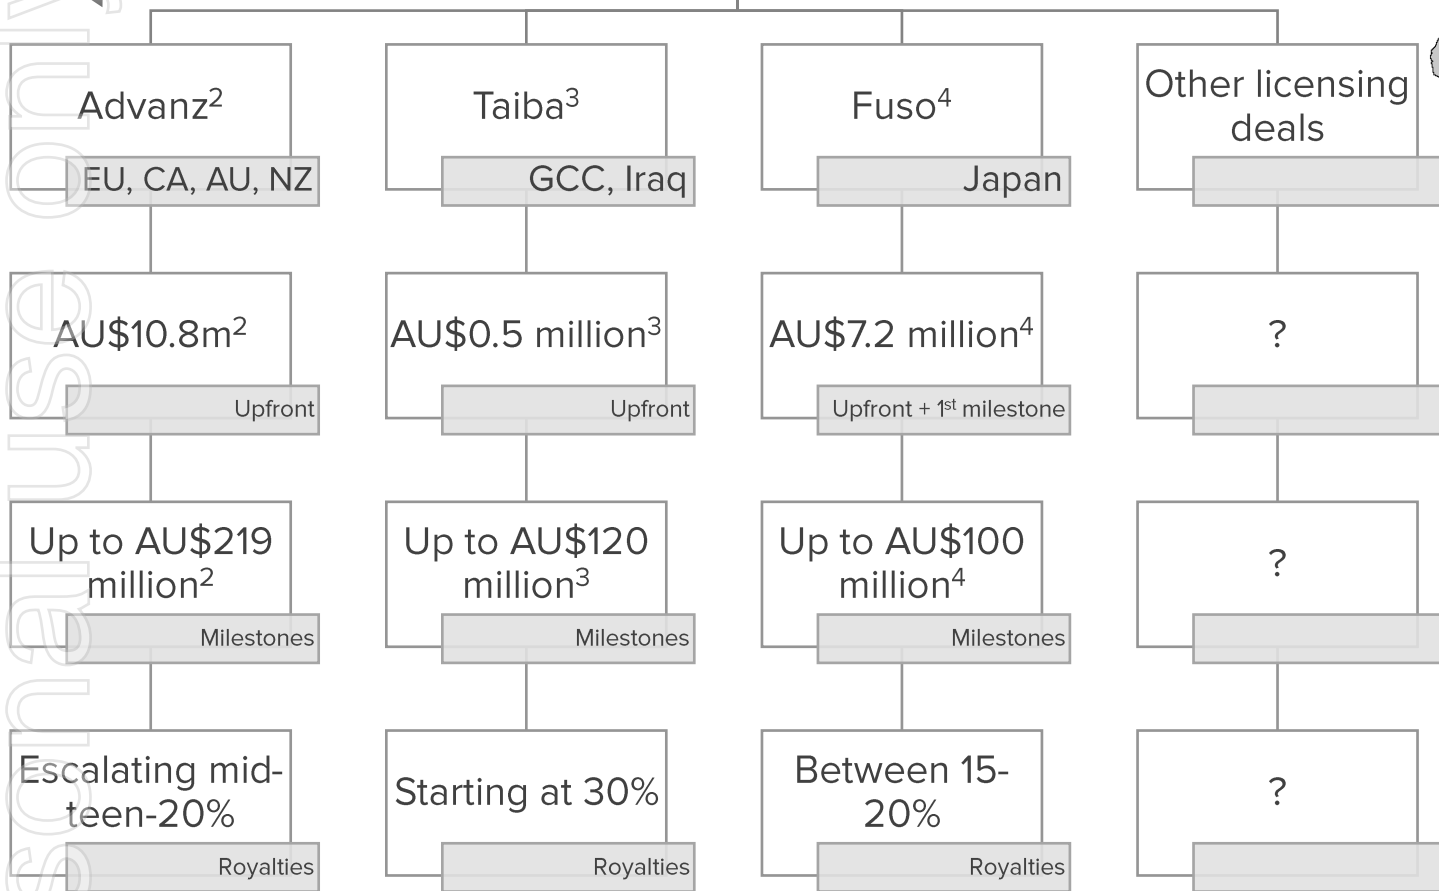 Advanz²
EU, CA, AU, NZ
Taiba³
GCC, Iraq
Fuso⁴
Japan
Other licensing
deals
AU$10.8m²
Upfront
AU$0.5 million³
Upfront
AU$7.2 million⁴
Upfront + 1st milestone
?
Up to AU$219
million²
Milestones
Up to AU$120
million³
Milestones
Up to AU$100
million⁴
Milestones
?
Escalating mid-
teen-20%
Royalties
Starting at 30%
Royalties
Between 15-
20%
Royalties
?
sonal use only